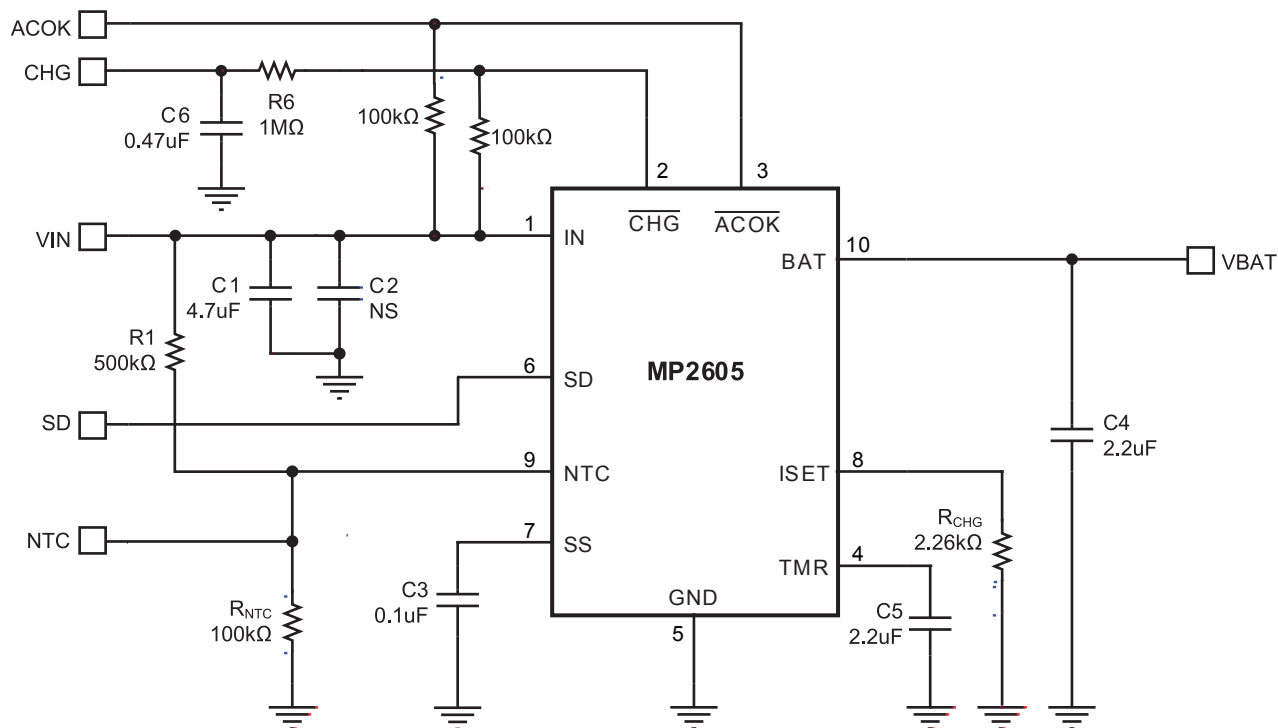 ACOK
CHG
R6
1MΩ
C6
0.47uF
100kΩ
100kΩ
2
3
CHG
ACOK
VIN
1
IN
10
BAT
VBAT
C1
4.7uF
C2
NS
R1
500kΩ
MP2605
6
SD
SD
C4
2.2uF
9
NTC
8
ISET
NTC
RCHG
2.26kΩ
7
SS
4
TMR
C3
0.1uF
RNTC
100kΩ
GND
5
C5
2.2uF